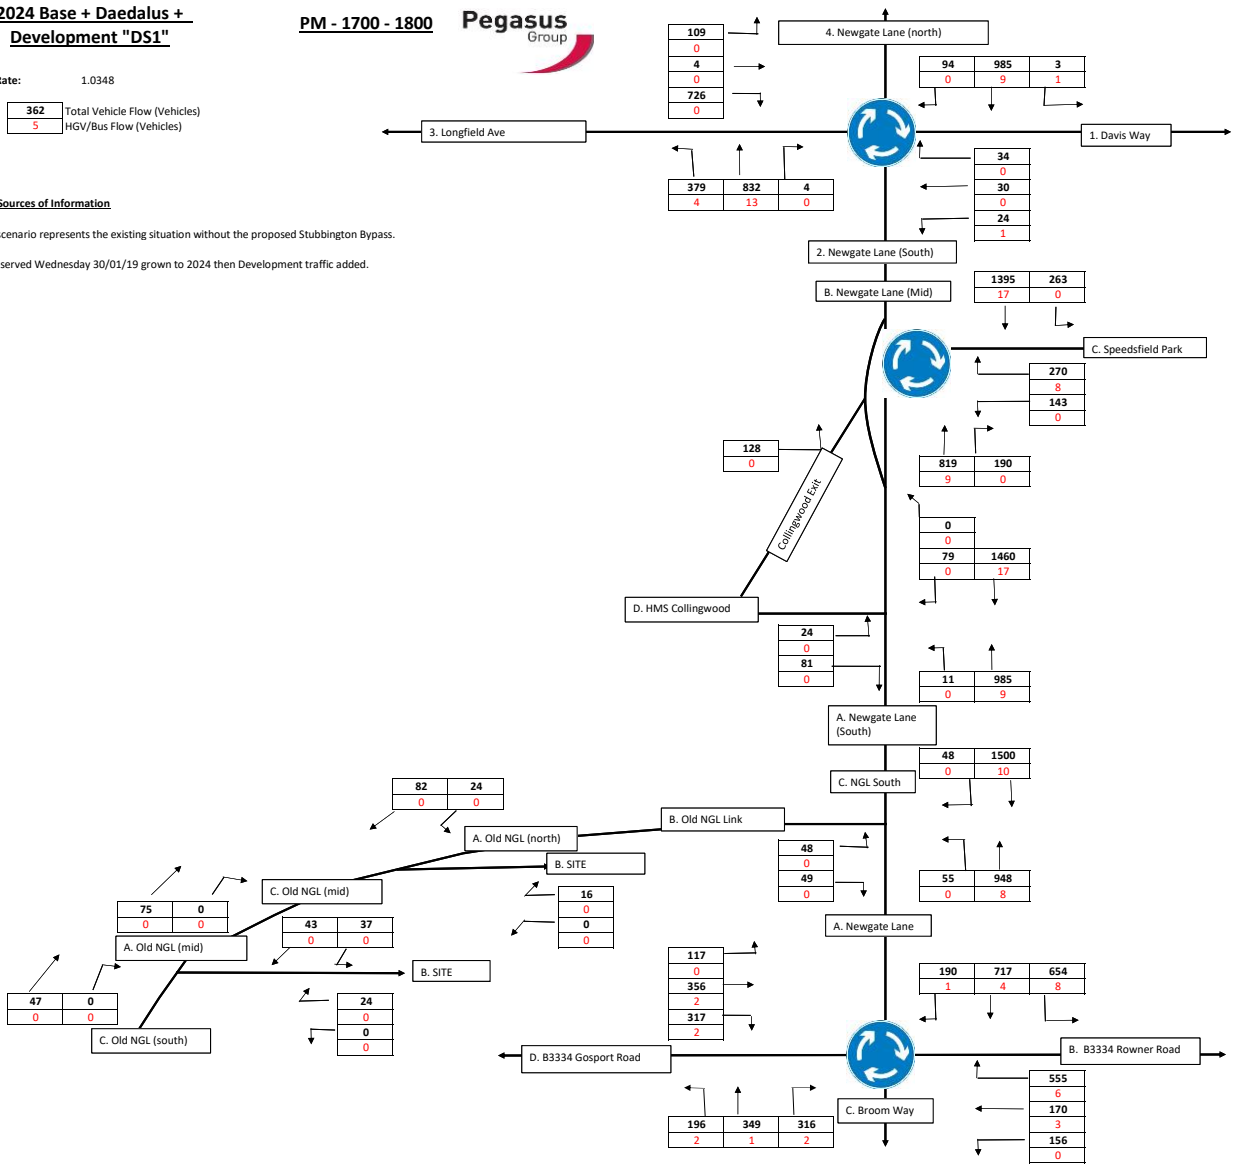 2024 Base + Daedalus +
Development "DS1"
PM - 1700 - 1800
Pegasus
Group
Rate: 1.0348
362 Total Vehicle Flow (Vehicles)
5 HGV/Bus Flow (Vehicles)
Sources of Information
scenario represents the existing situation without the proposed Stubbington Bypass.
served Wednesday 30/01/19 grown to 2024 then Development traffic added.
109
0
4
0
726
0
4. Newgate Lane (north)
94 985 3
0 9 1
3. Longfield Ave
1. Davis Way
379 832 4
4 13 0
34
0
30
0
24
1
2. Newgate Lane (South)
B. Newgate Lane (Mid)
1395 263
17 0
C. Speedsfield Park
270
8
143
0
128
0
819 190
9 0
Collingwood Exit
0
0
79 1460
0 17
D. HMS Collingwood
24
0
81
0
11 985
0 9
A. Newgate Lane
(South)
48 1500
0 10
C. NGL South
82 24
0 0
A. Old NGL (north)
B. Old NGL Link
B. SITE
48
0
49
0
55 948
0 8
C. Old NGL (mid)
16
0
0
0
75 0
0 0
43 37
0 0
A. Old NGL (mid)
A. Newgate Lane
B. SITE
117
0
356
2
317
2
190 717 654
1 4 8
47 0
0 0
24
0
0
0
C. Old NGL (south)
D. B3334 Gosport Road
B. B3334 Rowner Road
555
6
170
3
156
0
C. Broom Way
196 349 316
2 1 2